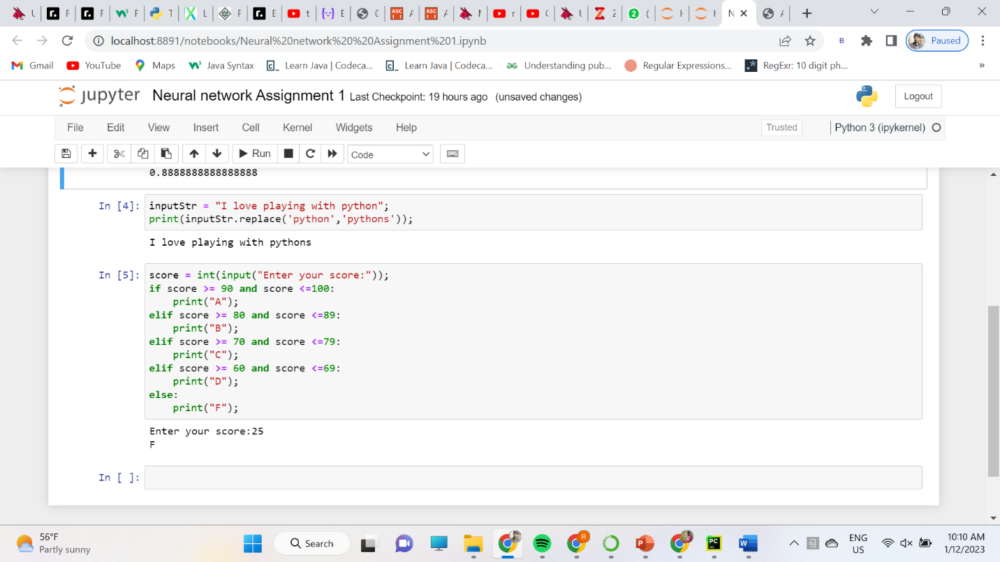 localhost:8891/notebooks/Neural%20network%20%20Assignment%201.ipynb
B
Paused
Gmail
YouTube
Maps
Java Syntax
Learn Java | Codeca...
Learn Java | Codeca...
Understanding pub...
Regular Expressions...
RegExr: 10 digit ph...
»
jupyter Neural network Assignment 1 Last Checkpoint: 19 hours ago (unsaved changes)
Logout
File Edit View Insert Cell Kernel Widgets Help
Trusted
Python 3 (ipykernel)
Run
Code
0.8888888888888888
In [4]: inputStr = "I love playing with python";
print(inputStr.replace('python','pythons'));
I love playing with pythons
In [5]: score = int(input("Enter your score:"));
if score >= 90 and score <=100:
    print("A");
elif score >= 80 and score <=89:
    print("B");
elif score >= 70 and score <=79:
    print("C");
elif score >= 60 and score <=69:
    print("D");
else:
    print("F");
Enter your score:25
F
In [ ]:
56°F
Partly sunny
Search
ENG
US
10:10 AM
1/12/2023